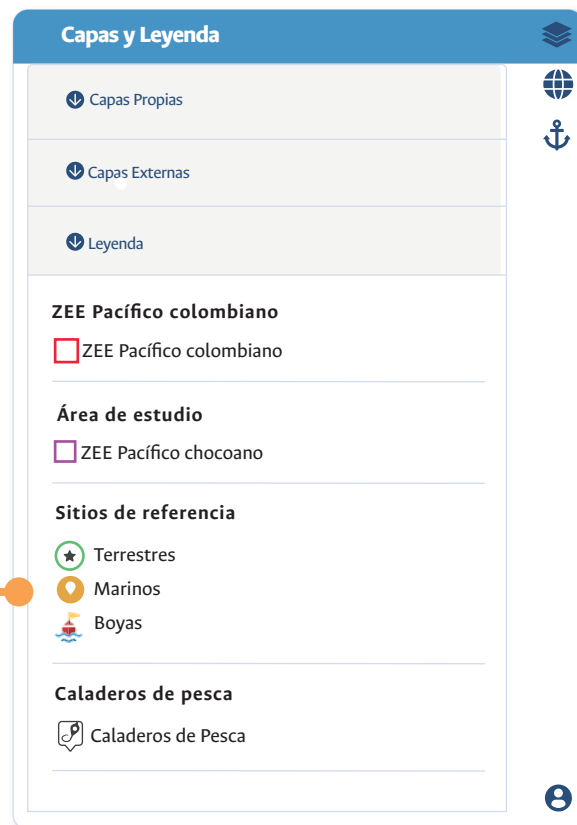 Capas y Leyenda
Capas Propias
Capas Externas
Leyenda
ZEE Pacífico colombiano
ZEE Pacífico colombiano
Área de estudio
ZEE Pacífico chocoano
Sitios de referencia
Terrestres
Marinos
Boyas
Caladeros de pesca
Caladeros de Pesca